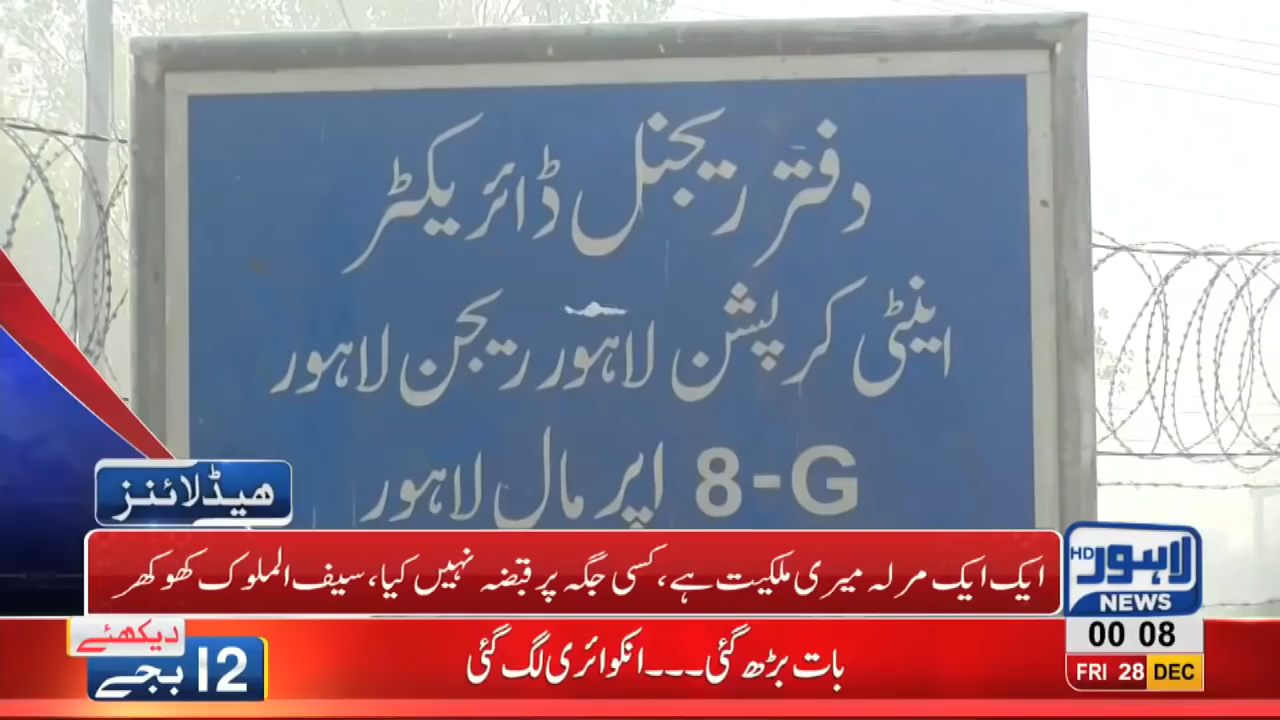 دفتر ریجنل ڈائریکٹر
اینٹی کرپشن لاہور ریجن لاہور
8-G اپر مال لاہور
ھیڈلائنز
ایک ایک مرلہ میری ملکیت ہے، کسی جگہ پر قبضہ نہیں کیا، سیف الملوک کھوکھر
لاہور HD
NEWS
دیکھئے
12 بجے
بات بڑھ گئی ۔۔۔ انکوائری لگ گئی
00 08
FRI 28 DEC